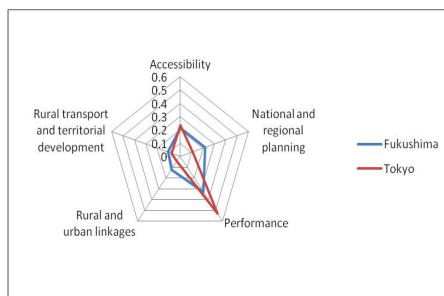 Accessibility
0.6
0.5
0.4
0.3
0.2
0.1
0
National and
regional
planning
Performance
Rural and
urban linkages
Rural transport
and territorial
development
Fukushima
Tokyo